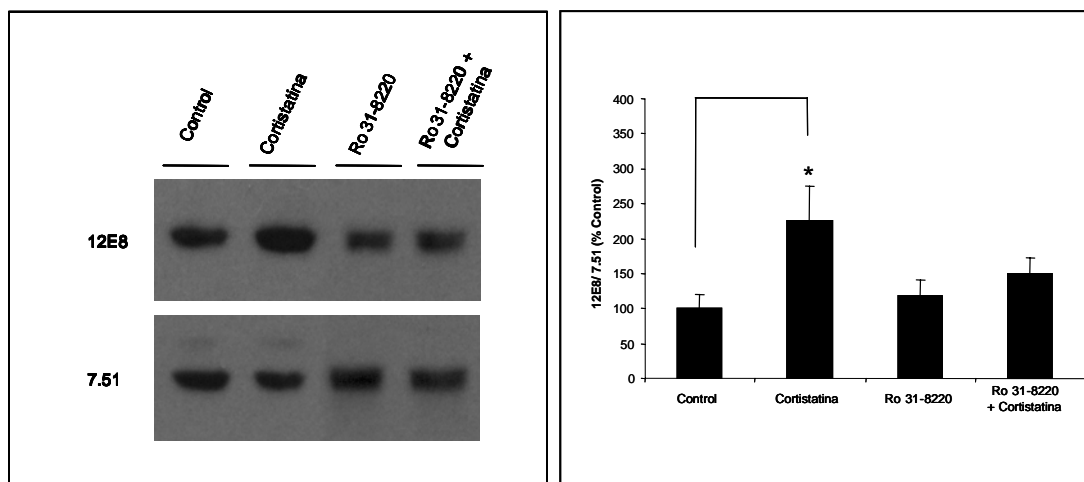 Control
Cortistatina
Ro 31-8220
Ro 31-8220 +
Cortistatina
12E8
7.51
12E8/ 7.51 (% Control)
400
350
300
250
200
150
100
50
0
*
Control
Cortistatina
Ro 31-8220
Ro 31-8220
+ Cortistatina